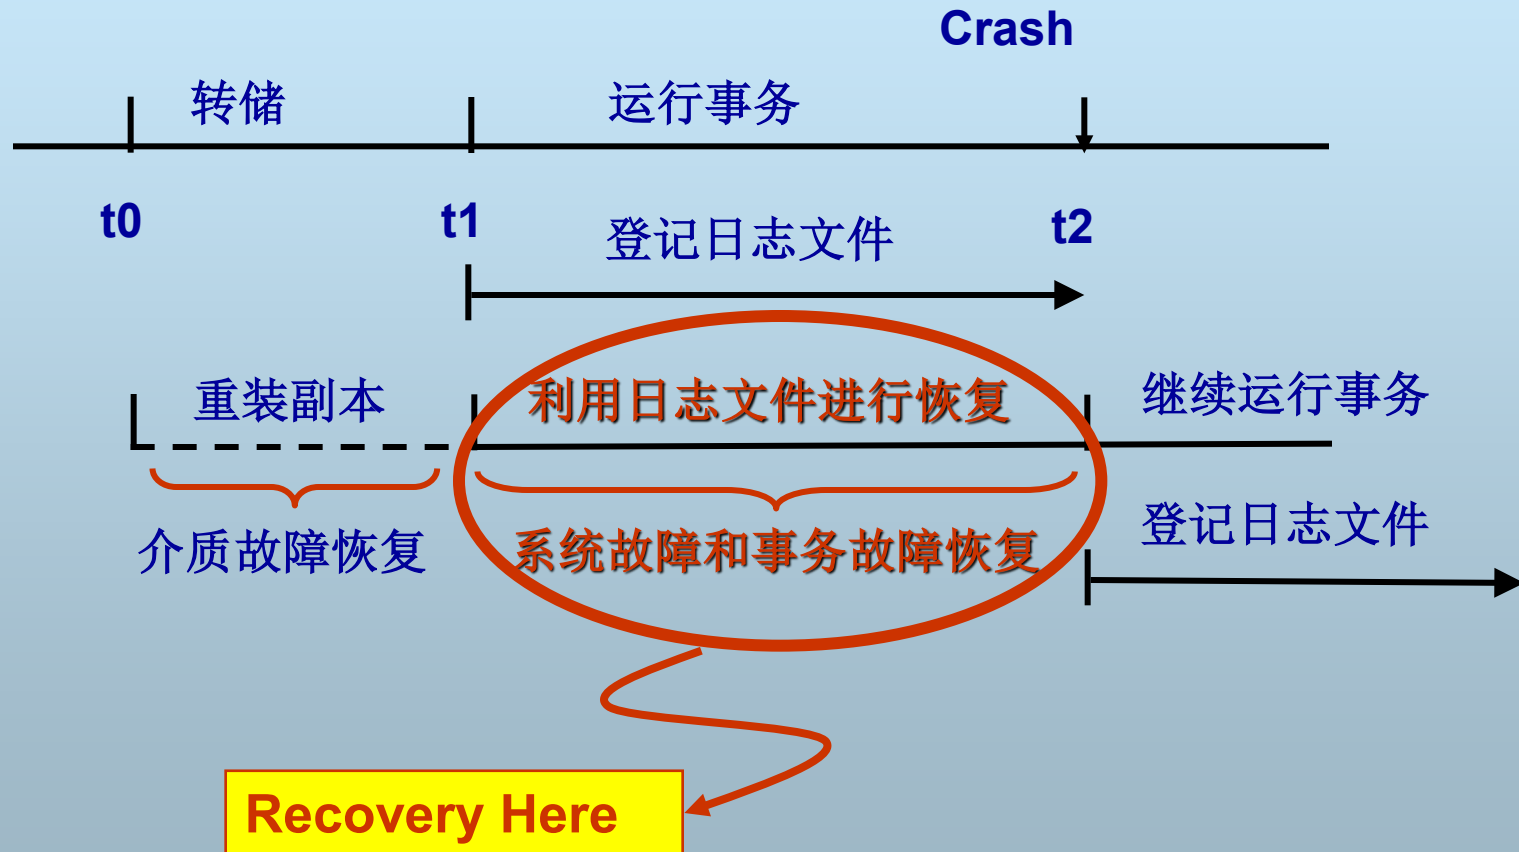 Crash
转储
运行事务
t0
t1
登记日志文件
t2
重装副本
利用日志文件进行恢复
继续运行事务
介质故障恢复
系统故障和事务故障恢复
登记日志文件
Recovery Here